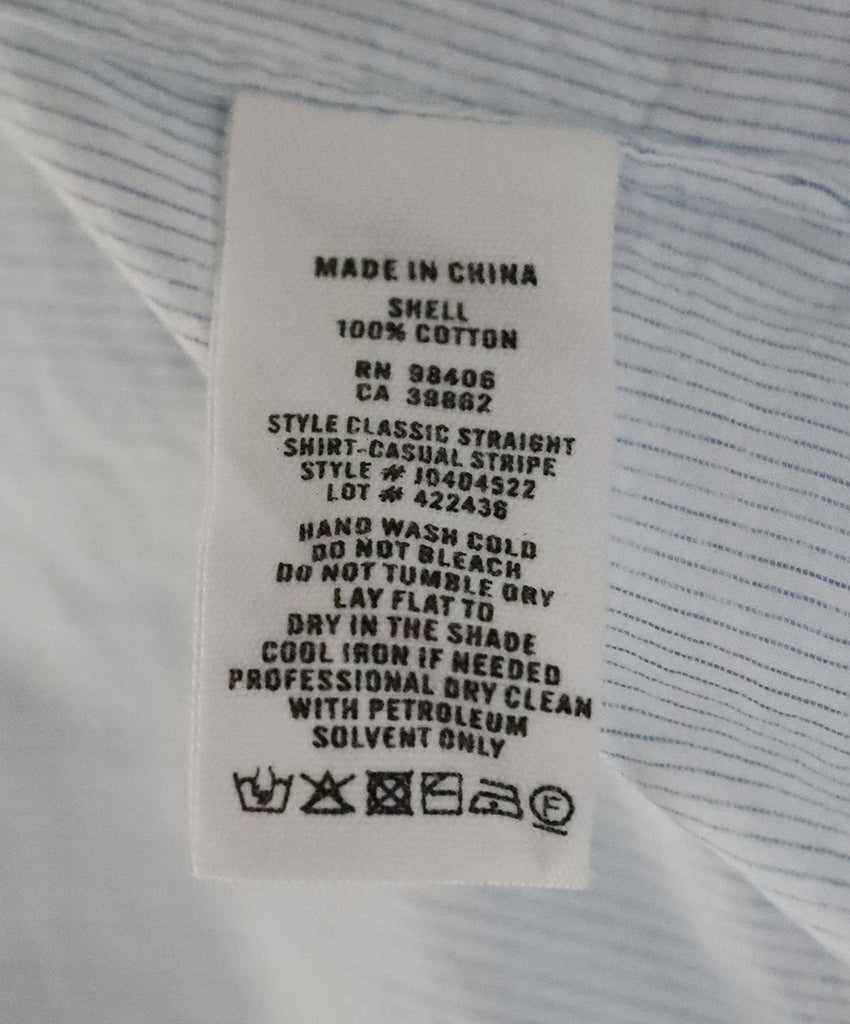 MADE IN CHINA
SHELL
100% COTTON
RN 98406
CA 39862
STYLE CLASSIC STRAIGHT
SHIRT-CASUAL STRIPE
STYLE # J0404522
LOT # 422436
HAND WASH COLD
DO NOT BLEACH
DO NOT TUMBLE DRY
LAY FLAT TO
DRY IN THE SHADE
COOL IRON IF NEEDED
PROFESSIONAL DRY CLEAN
WITH PETROLEUM
SOLVENT ONLY
F